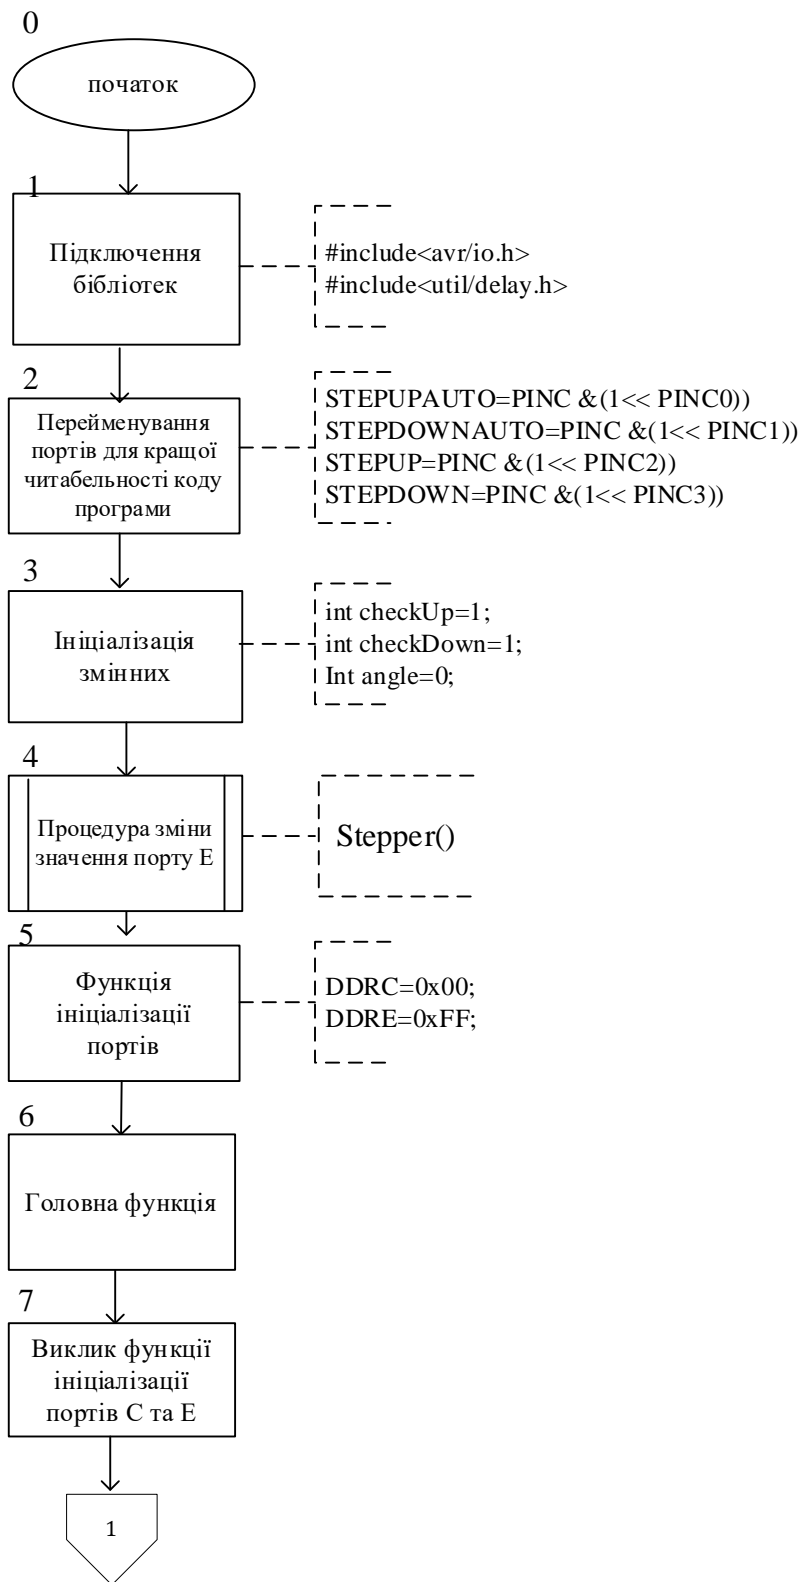 0
початок
1
Підключення
бібліотек
#include<avr/io.h>
#include<util/delay.h>
2
Перейменування
портів для кращої
читабельності коду
програми
STEPUPAUTO=PINC &(1<< PINC0))
STEPDOWNAUTO=PINC &(1<< PINC1))
STEPUP=PINC &(1<< PINC2))
STEPDOWN=PINC &(1<< PINC3))
3
Ініціалізація
змінних
int checkUp=1;
int checkDown=1;
Int angle=0;
4
Процедура зміни
значення порту Е
Stepper()
5
Функція
ініціалізації
портів
DDRC=0x00;
DDRE=0xFF;
6
Головна функція
7
Виклик функції
ініціалізації
портів С та Е
1